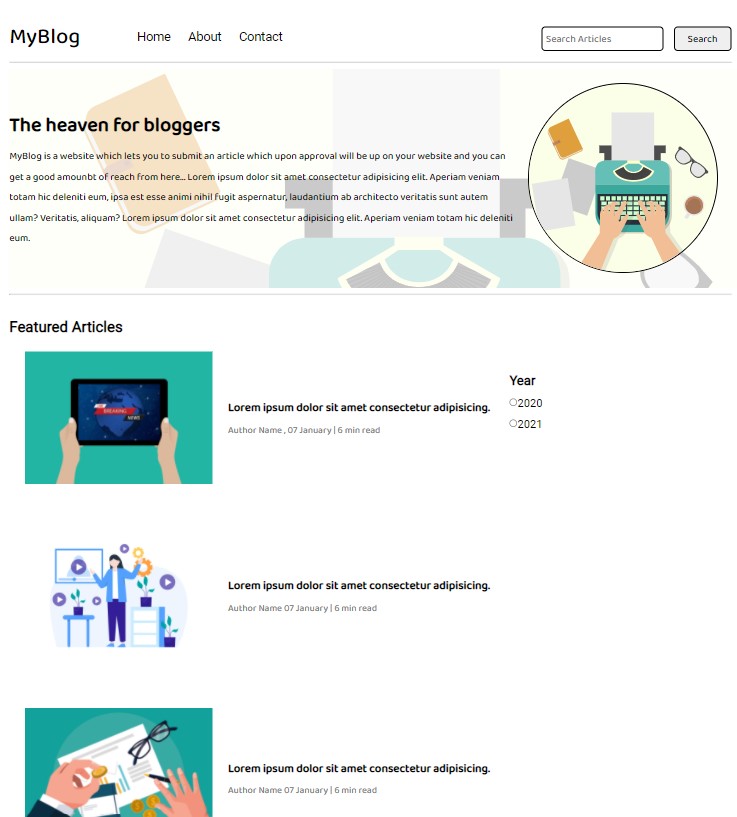 MyBlog
Home About Contact
Search Articles
Search
The heaven for bloggers
MyBlog is a website which lets you to submit an article which upon approval will be up on your website and you can
get a good amounbt of reach from here... Lorem ipsum dolor sit amet consectetur adipisicing elit. Aperiam veniam
totam hic deleniti eum, ipsa est esse animi nihil fugit aspernatur, laudantium ab architecto veritatis sunt autem
ullam? Veritatis, aliquam? Lorem ipsum dolor sit amet consectetur adipisicing elit. Aperiam veniam totam hic deleniti
eum.
Featured Articles
BREAKING
NEWS
Lorem ipsum dolor sit amet consectetur adipisicing.
Author Name , 07 January | 6 min read
Year
2020
2021
Lorem ipsum dolor sit amet consectetur adipisicing.
Author Name 07 January | 6 min read
Lorem ipsum dolor sit amet consectetur adipisicing.
Author Name 07 January | 6 min read